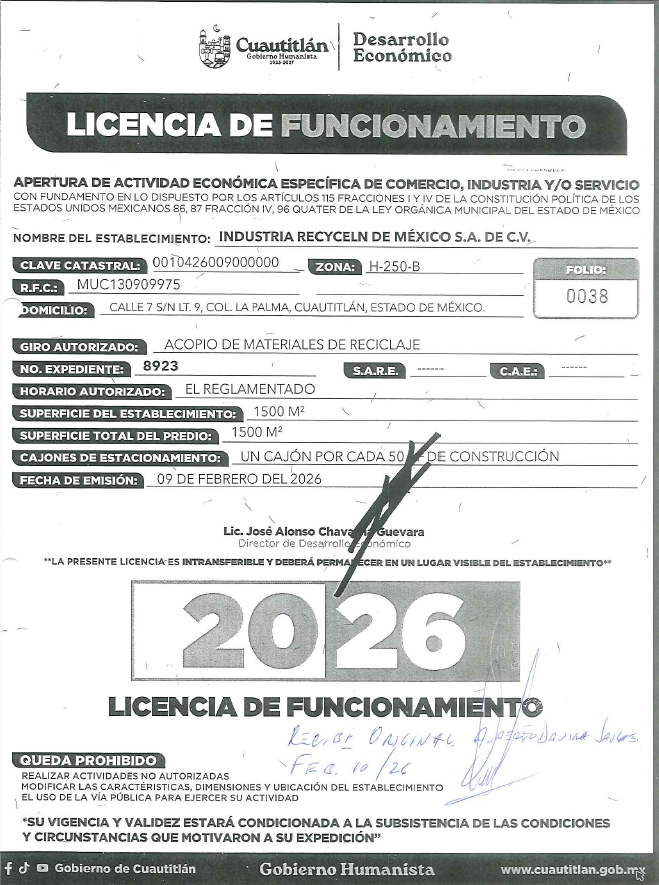 Cuautitlán
Gobierno Humanista
2025-2027
Desarrollo
Económico
LICENCIA DE FUNCIONAMIENTO
APERTURA DE ACTIVIDAD ECONÓMICA ESPECÍFICA DE COMERCIO, INDUSTRIA Y/O SERVICIO
CON FUNDAMENTO EN LO DISPUESTO POR LOS ARTÍCULOS 115 FRACCIONES I Y IV DE LA CONSTITUCIÓN POLÍTICA DE LOS
ESTADOS UNIDOS MEXICANOS 86, 87 FRACCIÓN IV, 96 QUATER DE LA LEY ORGÁNICA MUNICIPAL DEL ESTADO DE MÉXICO
NOMBRE DEL ESTABLECIMIENTO: INDUSTRIA RECYCELN DE MÉXICO S.A. DE C.V.
CLAVE CATASTRAL: 0010426009000000 ZONA: H-250-B
FOLIO:
0038
R.F.C.: MUC130909975
DOMICILIO: CALLE 7 S/N LT. 9, COL. LA PALMA, CUAUTITLÁN, ESTADO DE MÉXICO.
GIRO AUTORIZADO: ACOPIO DE MATERIALES DE RECICLAJE
NO. EXPEDIENTE: 8923 S.A.R.E. ------ C.A.E.: ------
HORARIO AUTORIZADO: EL REGLAMENTADO
SUPERFICIE DEL ESTABLECIMIENTO: 1500 M²
SUPERFICIE TOTAL DEL PREDIO: 1500 M²
CAJONES DE ESTACIONAMIENTO: UN CAJÓN POR CADA 50 DE CONSTRUCCIÓN
FECHA DE EMISIÓN: 09 DE FEBRERO DEL 2026
Lic. José Alonso Guevara
Director de Desarrollo Económico
**LA PRESENTE LICENCIA ES INTRANSFERIBLE Y DEBERÁ PERMANECER EN UN LUGAR VISIBLE DEL ESTABLECIMIENTO**
2026
LICENCIA DE FUNCIONAMIENTO
RECIBÍ ORIGINAL
FEB. 10/26
QUEDA PROHIBIDO
REALIZAR ACTIVIDADES NO AUTORIZADAS
MODIFICAR LAS CARACTERÍSTICAS, DIMENSIONES Y UBICACIÓN DEL ESTABLECIMIENTO
EL USO DE LA VÍA PÚBLICA PARA EJERCER SU ACTIVIDAD
"SU VIGENCIA Y VALIDEZ ESTARÁ CONDICIONADA A LA SUBSISTENCIA DE LAS CONDICIONES
Y CIRCUNSTANCIAS QUE MOTIVARON A SU EXPEDICIÓN"
Gobierno de Cuautitlán
Gobierno Humanista
www.cuautitlan.gob.mx